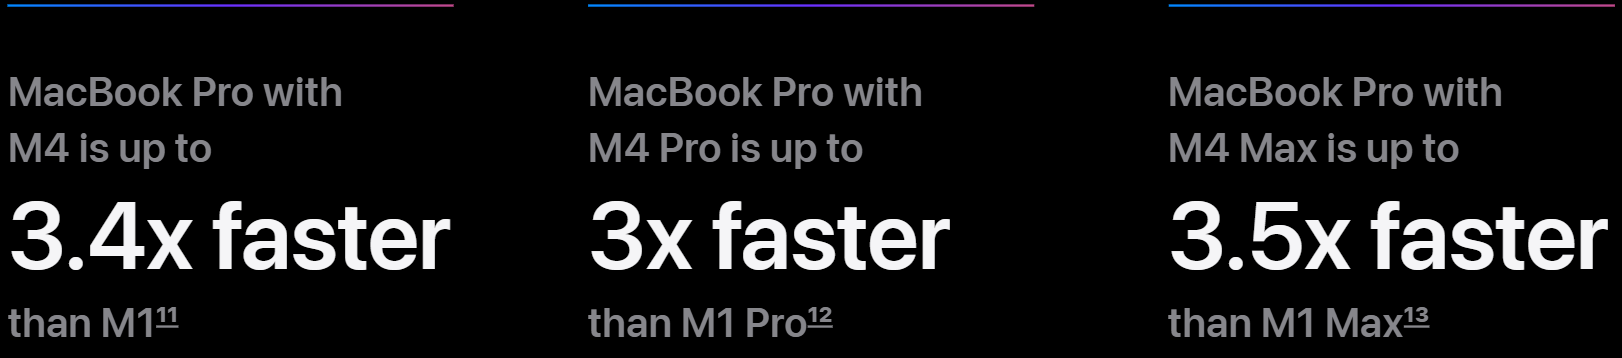 MacBook Pro with
M4 is up to
3.4x faster
than M1¹¹
MacBook Pro with
M4 Pro is up to
3x faster
than M1 Pro¹²
MacBook Pro with
M4 Max is up to
3.5x faster
than M1 Max¹³